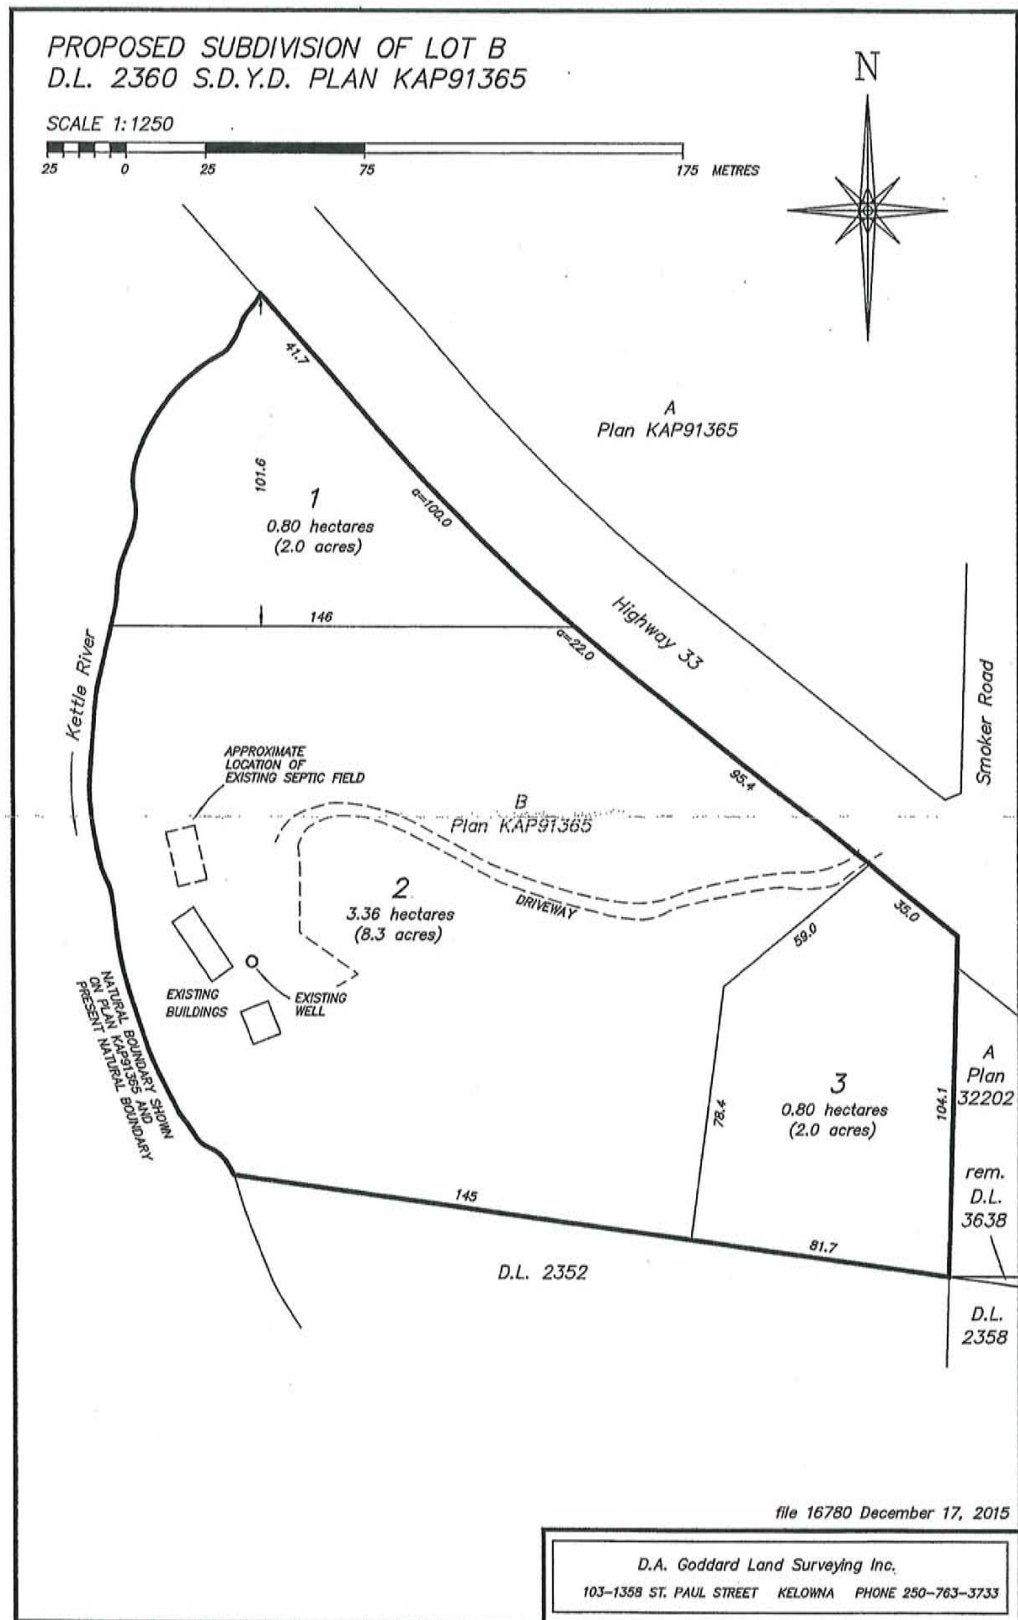 PROPOSED SUBDIVISION OF LOT B
D.L. 2360 S.D.Y.D. PLAN KAP91365
SCALE 1:1250
25 0 25 75 175 METRES
N
A
Plan KAP91365
41.7
101.6
a=100.0
1
0.80 hectares
(2.0 acres)
146
a=22.0
Highway 33
Kettle River
Smoker Road
APPROXIMATE
LOCATION OF
EXISTING SEPTIC FIELD
95.4
B
Plan KAP91365
2
3.36 hectares
(8.3 acres)
DRIVEWAY
35.0
59.0
EXISTING
BUILDINGS
EXISTING
WELL
NATURAL BOUNDARY SHOWN
ON PLAN KAP91365 AND
PRESENT NATURAL BOUNDARY
3
0.80 hectares
(2.0 acres)
78.4
104.1
A
Plan
32202
rem.
D.L.
3638
145
81.7
D.L. 2352
D.L.
2358
file 16780 December 17, 2015
D.A. Goddard Land Surveying Inc.
103-1358 ST. PAUL STREET KELOWNA PHONE 250-763-3733